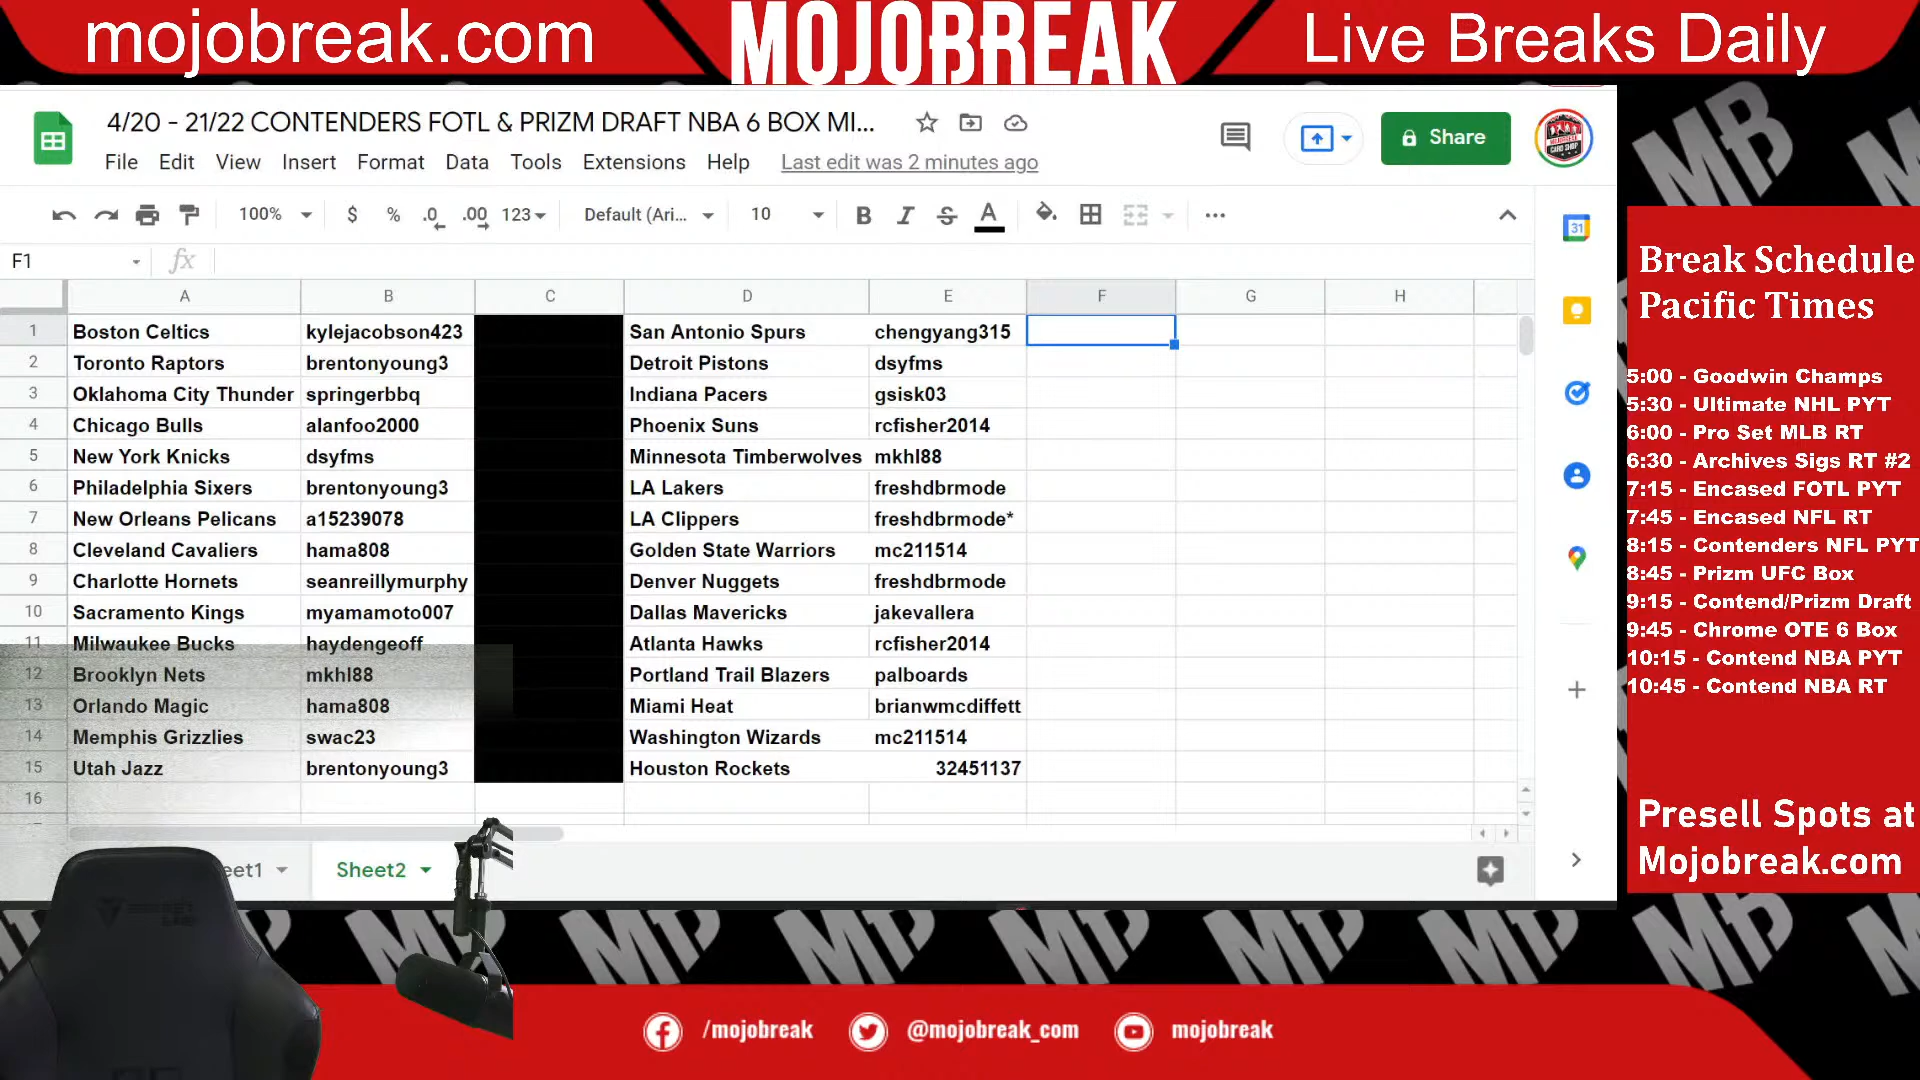 mojobreak.com
MOJOBREAK
Live Breaks Daily
4/20 - 21/22 CONTENDERS FOTL & PRIZM DRAFT NBA 6 BOX MI...
Share
File Edit View Insert Format Data Tools Extensions Help Last edit was 2 minutes ago
100% $ % .0 .00 123 Default (Ari... 10 B I S A ...
31
F1 fx
A B C D E F G H
1 Boston Celtics kylejacobson423 San Antonio Spurs chengyang315
2 Toronto Raptors brentonyoung3 Detroit Pistons dsyfms
3 Oklahoma City Thunder springerbbq Indiana Pacers gsisk03
4 Chicago Bulls alanfoo2000 Phoenix Suns rcfisher2014
5 New York Knicks dsyfms Minnesota Timberwolves mkhl88
6 Philadelphia Sixers brentonyoung3 LA Lakers freshdbrmode
7 New Orleans Pelicans a15239078 LA Clippers freshdbrmode*
8 Cleveland Cavaliers hama808 Golden State Warriors mc211514
9 Charlotte Hornets seanreillymurphy Denver Nuggets freshdbrmode
10 Sacramento Kings myamamoto007 Dallas Mavericks jakevallera
11 Milwaukee Bucks haydengeoff Atlanta Hawks rcfisher2014
12 Brooklyn Nets mkhl88 Portland Trail Blazers palboards
13 Orlando Magic hama808 Miami Heat brianwmcdiffett
14 Memphis Grizzlies swac23 Washington Wizards mc211514
15 Utah Jazz brentonyoung3 Houston Rockets 32451137
16
eet1 Sheet2
Break Schedule
Pacific Times
5:00 - Goodwin Champs
5:30 - Ultimate NHL PYT
6:00 - Pro Set MLB RT
6:30 - Archives Sigs RT #2
7:15 - Encased FOTL PYT
7:45 - Encased NFL RT
8:15 - Contenders NFL PYT
8:45 - Prizm UFC Box
9:15 - Contend/Prizm Draft
9:45 - Chrome OTE 6 Box
10:15 - Contend NBA PYT
10:45 - Contend NBA RT
Presell Spots at
Mojobreak.com
/mojobreak @mojobreak_com mojobreak